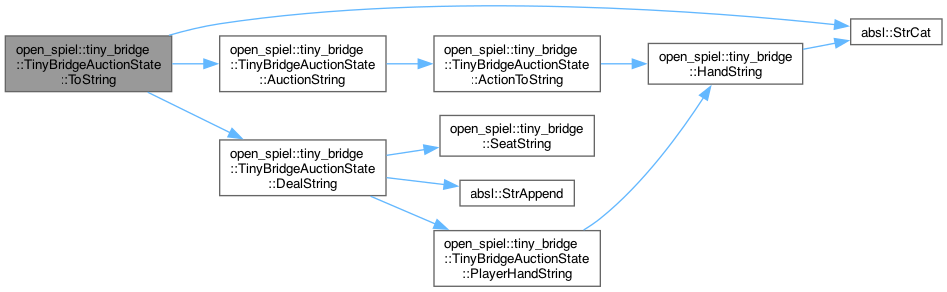 open_spiel::tiny_bridge
::TinyBridgeAuctionState
::ToString
open_spiel::tiny_bridge
::TinyBridgeAuctionState
::AuctionString
open_spiel::tiny_bridge
::TinyBridgeAuctionState
::ActionToString
open_spiel::tiny_bridge
::HandString
absl::StrCat
open_spiel::tiny_bridge
::TinyBridgeAuctionState
::DealString
open_spiel::tiny_bridge
::SeatString
absl::StrAppend
open_spiel::tiny_bridge
::TinyBridgeAuctionState
::PlayerHandString